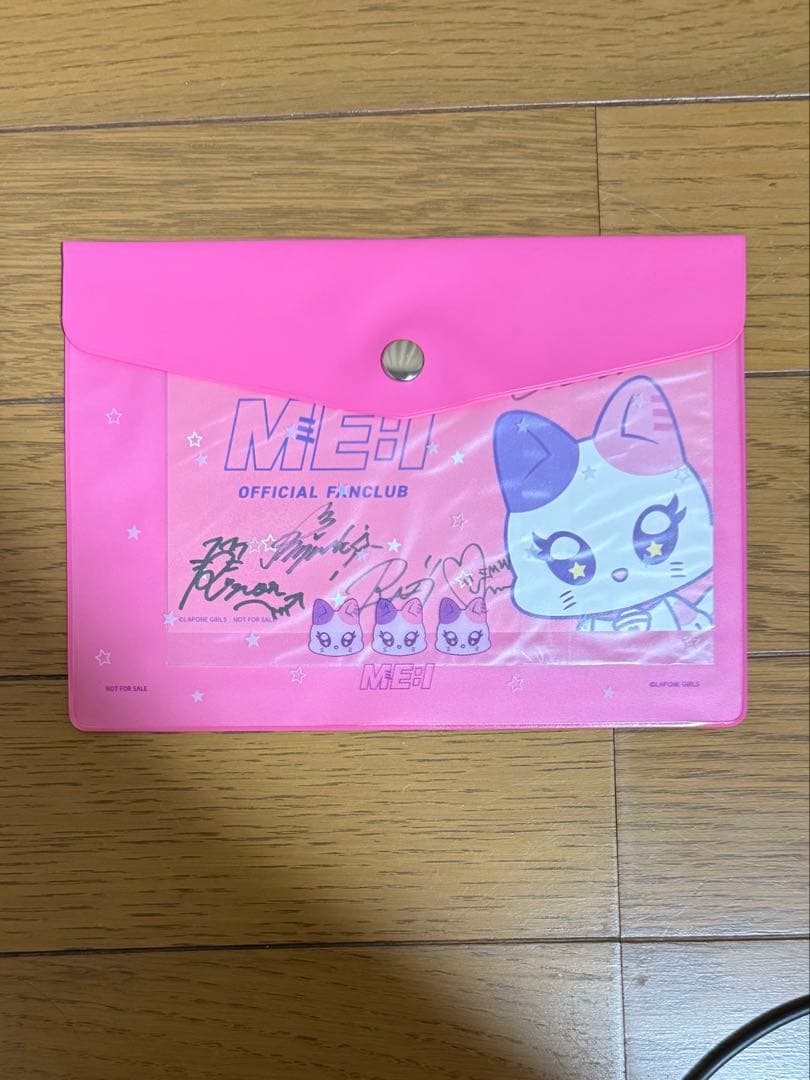 ME:I
OFFICIAL FANCLUB
©LAPONE GIRLS NOT FOR SALE
ME:I
NOT FOR SALE
©LAPONE GIRLS